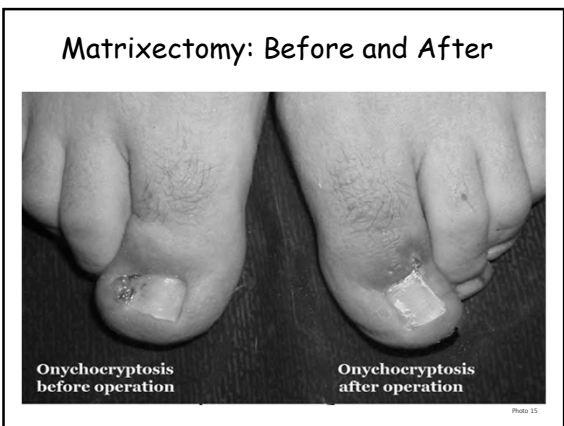 Matrixectomy: Before and After
Onychocryptosis
before operation
Onychocryptosis
after operation
Photo 15